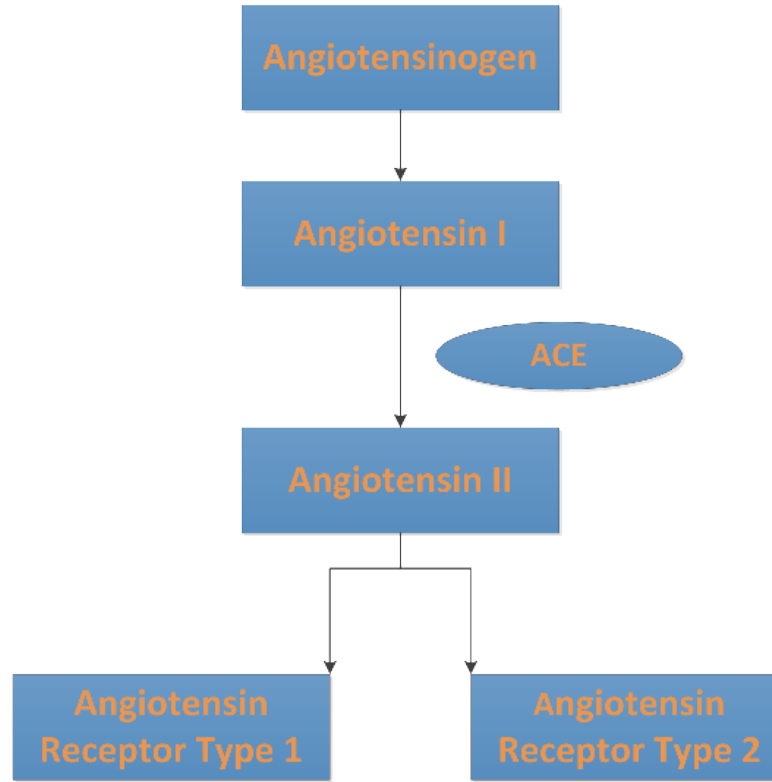 Angiotensinogen
Angiotensin I
ACE
Angiotensin II
Angiotensin
Receptor Type 1
Angiotensin
Receptor Type 2